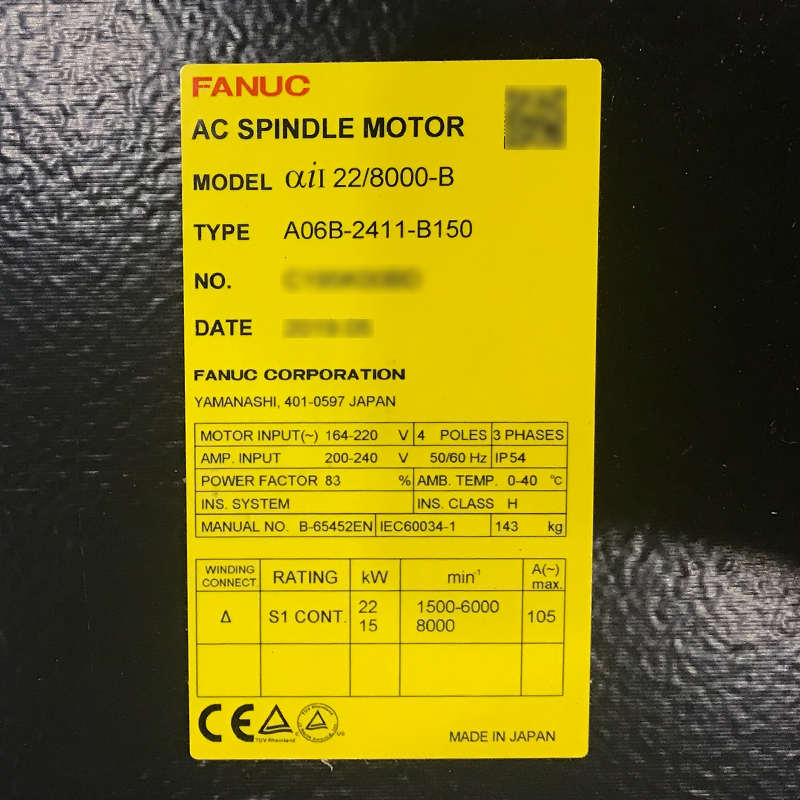 FANUC
AC SPINDLE MOTOR
MODEL αiI 22/8000-B
TYPE A06B-2411-B150
NO.
DATE
FANUC CORPORATION
YAMANASHI, 401-0597 JAPAN
MOTOR INPUT(~) 164-220 V 4 POLES 3 PHASES
AMP. INPUT 200-240 V 50/60 Hz IP54
POWER FACTOR 83 % AMB. TEMP. 0-40 ℃
INS. SYSTEM INS. CLASS H
MANUAL NO. B-65452EN IEC60034-1 143 kg
WINDING CONNECT. RATING kW min⁻¹ A(~) max.
Δ S1 CONT. 22 1500-6000 105
15 8000
CE TÜV Rheinland C US
MADE IN JAPAN